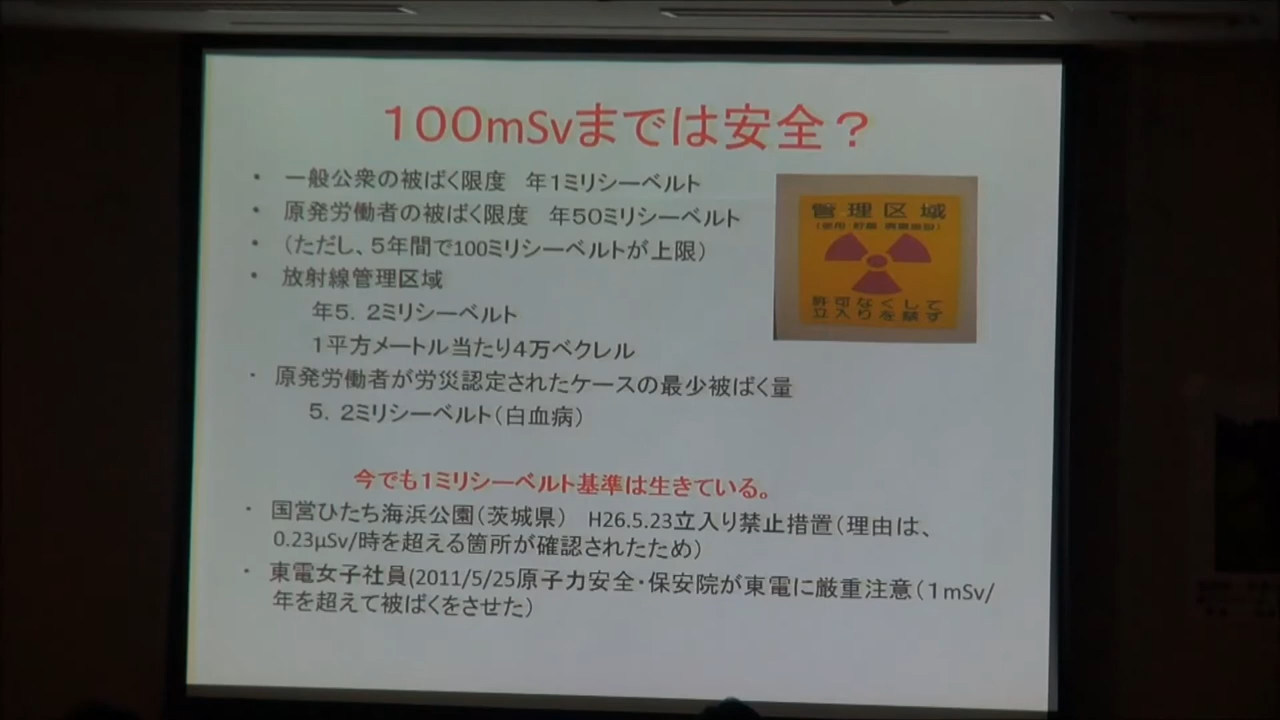 100mSvまでは安全？
・ 一般公衆の被ばく限度　年1ミリシーベルト
・ 原発労働者の被ばく限度　年50ミリシーベルト
・ （ただし、5年間で100ミリシーベルトが上限）
・ 放射線管理区域
年5．2ミリシーベルト
1平方メートル当たり4万ベクレル
・ 原発労働者が労災認定されたケースの最少被ばく量
5．2ミリシーベルト（白血病）
管理区域
許可なくして
立入りを禁ず
今でも1ミリシーベルト基準は生きている。
・ 国営ひたち海浜公園（茨城県）　H26.5.23立入り禁止措置（理由は、
0.23μSv/時を超える箇所が確認されたため）
・ 東電女子社員(2011/5/25原子力安全・保安院が東電に厳重注意（1mSv/
年を超えて被ばくをさせた）